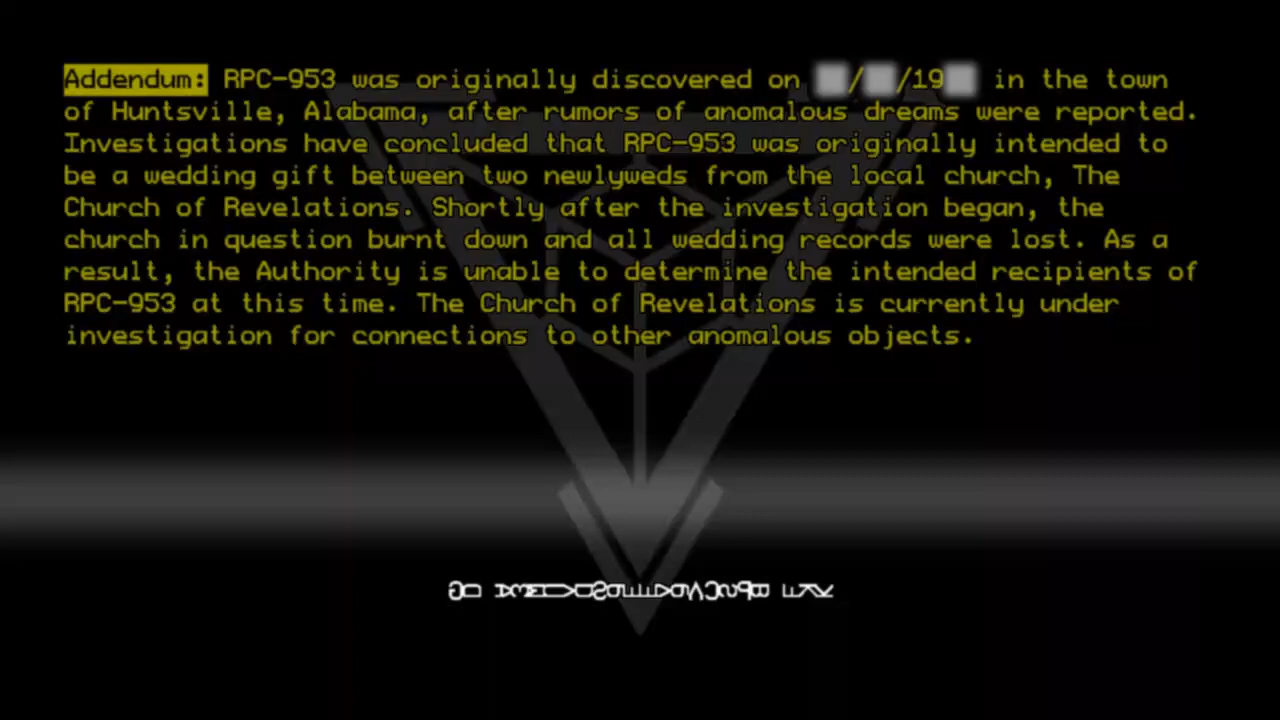 Addendum: RPC-953 was originally discovered on ██/██/19██ in the town
of Huntsville, Alabama, after rumors of anomalous dreams were reported.
Investigations have concluded that RPC-953 was originally intended to
be a wedding gift between two newlyweds from the local church, The
Church of Revelations. Shortly after the investigation began, the
church in question burnt down and all wedding records were lost. As a
result, the Authority is unable to determine the intended recipients of
RPC-953 at this time. The Church of Revelations is currently under
investigation for connections to other anomalous objects.